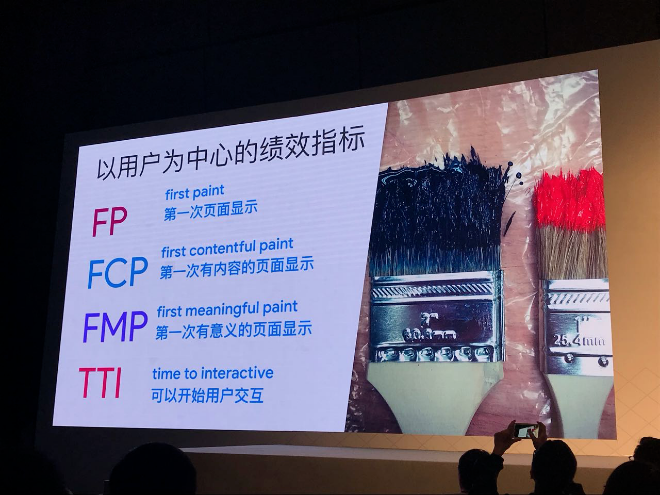 以用户为中心的绩效指标
FP
first paint
第一次页面显示
FCP
first contentful paint
第一次有内容的页面显示
FMP
first meaningful paint
第一次有意义的页面显示
TTI
time to interactive
可以开始用户交互
2"
25.4mm